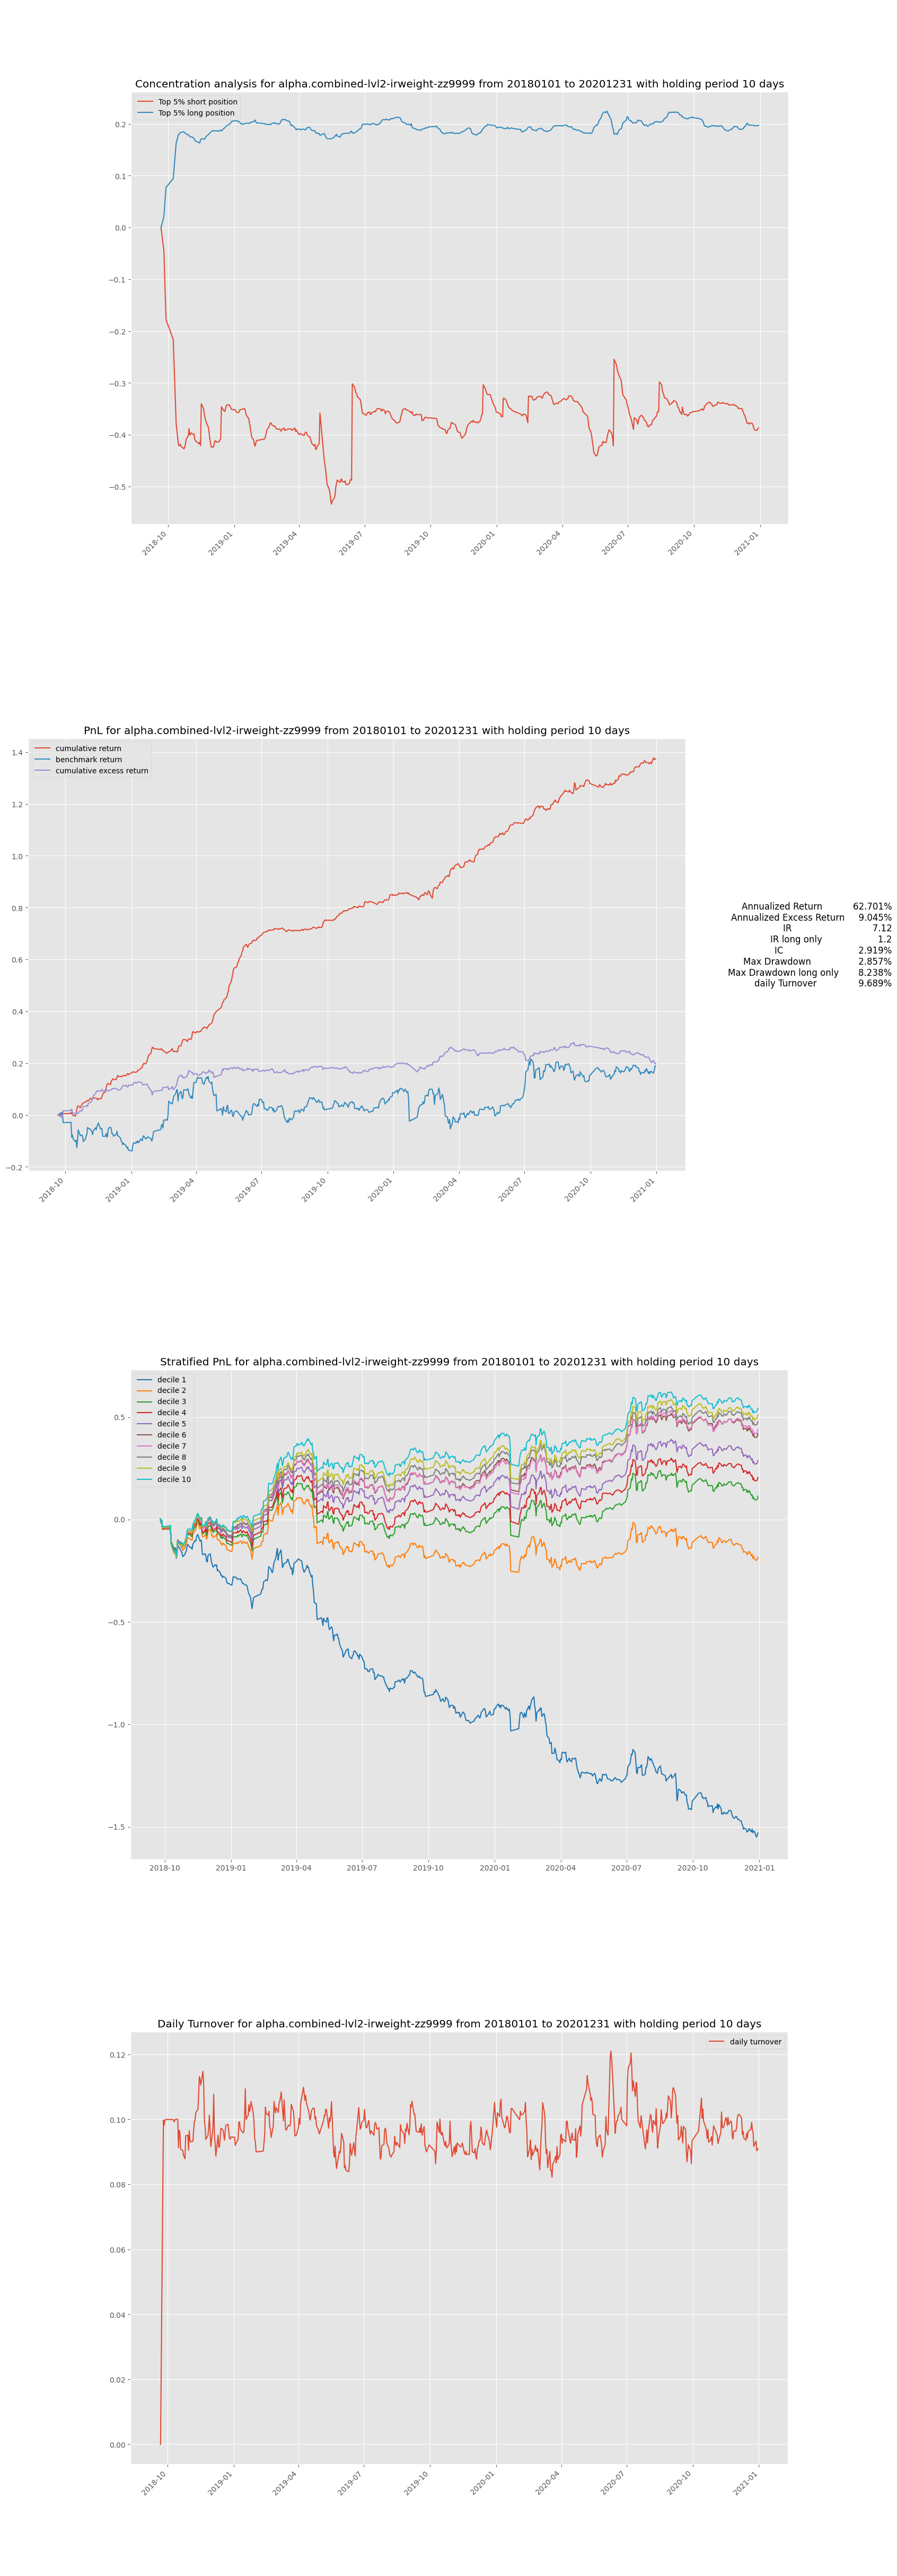 Concentration analysis for alpha.combined-lvl2-irweight-zz9999 from 20180101 to 20201231 with holding period 10 days
Top 5% short position
Top 5% long position
0.2
0.1
0.0
−0.1
−0.2
−0.3
−0.4
−0.5
2018-10
2019-01
2019-04
2019-07
2019-10
2020-01
2020-04
2020-07
2020-10
2021-01
PnL for alpha.combined-lvl2-irweight-zz9999 from 20180101 to 20201231 with holding period 10 days
cumulative return
benchmark return
cumulative excess return
1.4
1.2
1.0
0.8
0.6
0.4
0.2
0.0
−0.2
2018-10
2019-01
2019-04
2019-07
2019-10
2020-01
2020-04
2020-07
2020-10
2021-01
Annualized Return 62.701%
Annualized Excess Return 9.045%
IR 7.12
IR long only 1.2
IC 2.919%
Max Drawdown 2.857%
Max Drawdown long only 8.238%
daily Turnover 9.689%
Stratified PnL for alpha.combined-lvl2-irweight-zz9999 from 20180101 to 20201231 with holding period 10 days
decile 1
decile 2
decile 3
decile 4
decile 5
decile 6
decile 7
decile 8
decile 9
decile 10
0.5
0.0
−0.5
−1.0
−1.5
2018-10
2019-01
2019-04
2019-07
2019-10
2020-01
2020-04
2020-07
2020-10
2021-01
Daily Turnover for alpha.combined-lvl2-irweight-zz9999 from 20180101 to 20201231 with holding period 10 days
daily turnover
0.12
0.10
0.08
0.06
0.04
0.02
0.00
2018-10
2019-01
2019-04
2019-07
2019-10
2020-01
2020-04
2020-07
2020-10
2021-01